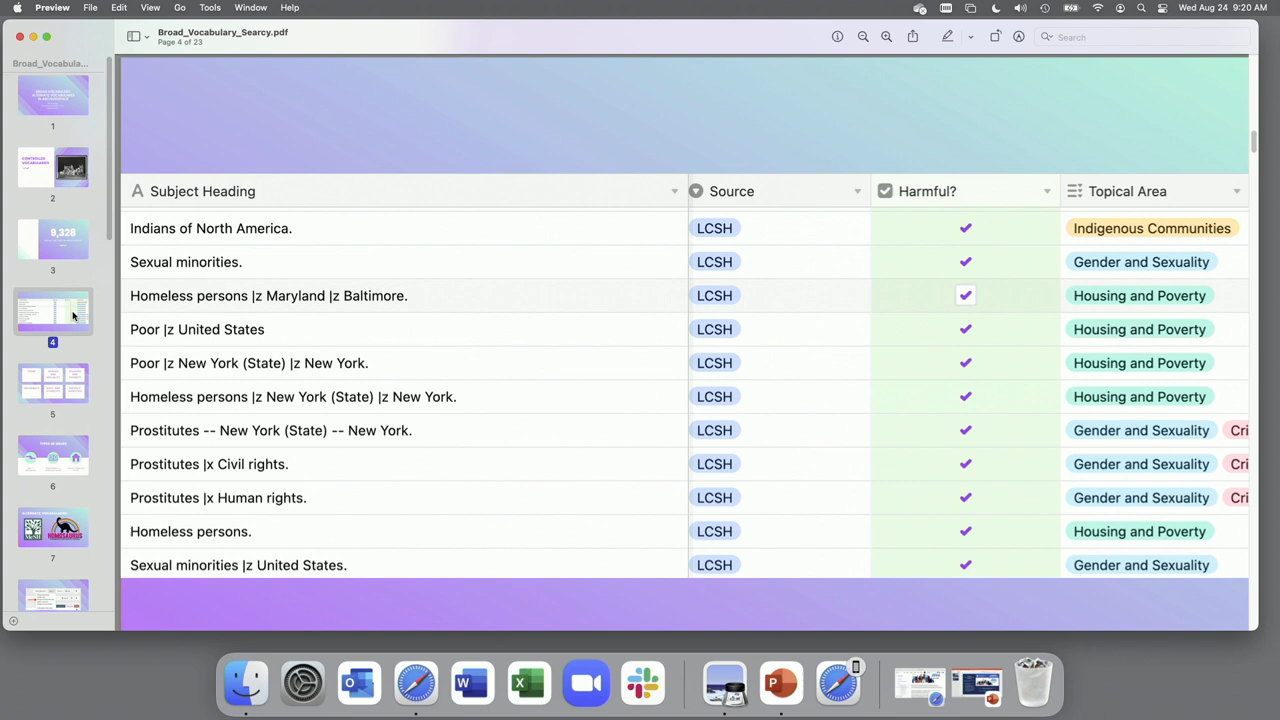 Preview File Edit View Go Tools Window Help Wed Aug 24 9:20 AM
Broad_Vocabulary_Searcy.pdf
Page 4 of 23
Search
Broad_Vocabula...
1
CONTROLLED
VOCABULARIES
2
9,328
3
4
5
6
7
HOMOSAURUS
Subject Heading Source Harmful? Topical Area
Indians of North America. LCSH Indigenous Communities
Sexual minorities. LCSH Gender and Sexuality
Homeless persons |z Maryland |z Baltimore. LCSH Housing and Poverty
Poor |z United States LCSH Housing and Poverty
Poor |z New York (State) |z New York. LCSH Housing and Poverty
Homeless persons |z New York (State) |z New York. LCSH Housing and Poverty
Prostitutes -- New York (State) -- New York. LCSH Gender and Sexuality Cri
Prostitutes |x Civil rights. LCSH Gender and Sexuality Cri
Prostitutes |x Human rights. LCSH Gender and Sexuality Cri
Homeless persons. LCSH Housing and Poverty
Sexual minorities |z United States. LCSH Gender and Sexuality